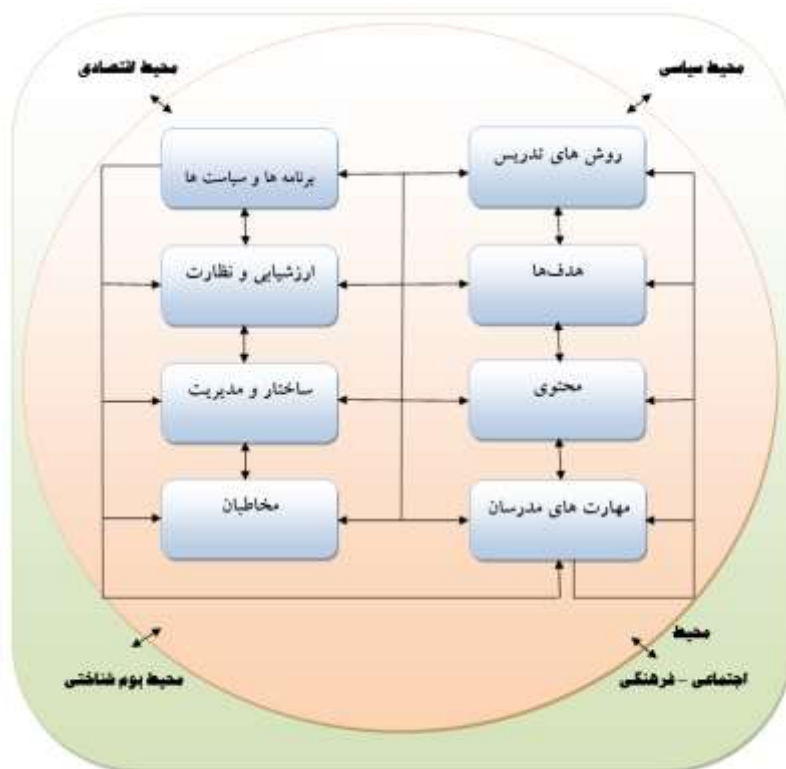 محیط سیاسی
محیط اقتصادی
روش های تدریس
برنامه ها و سیاست ها
هدف‌ها
ارزشیابی و نظارت
محتوی
ساختار و مدیریت
مهارت های مدرسان
مخاطبان
محیط
اجتماعی - فرهنگی
محیط بوم شناختی